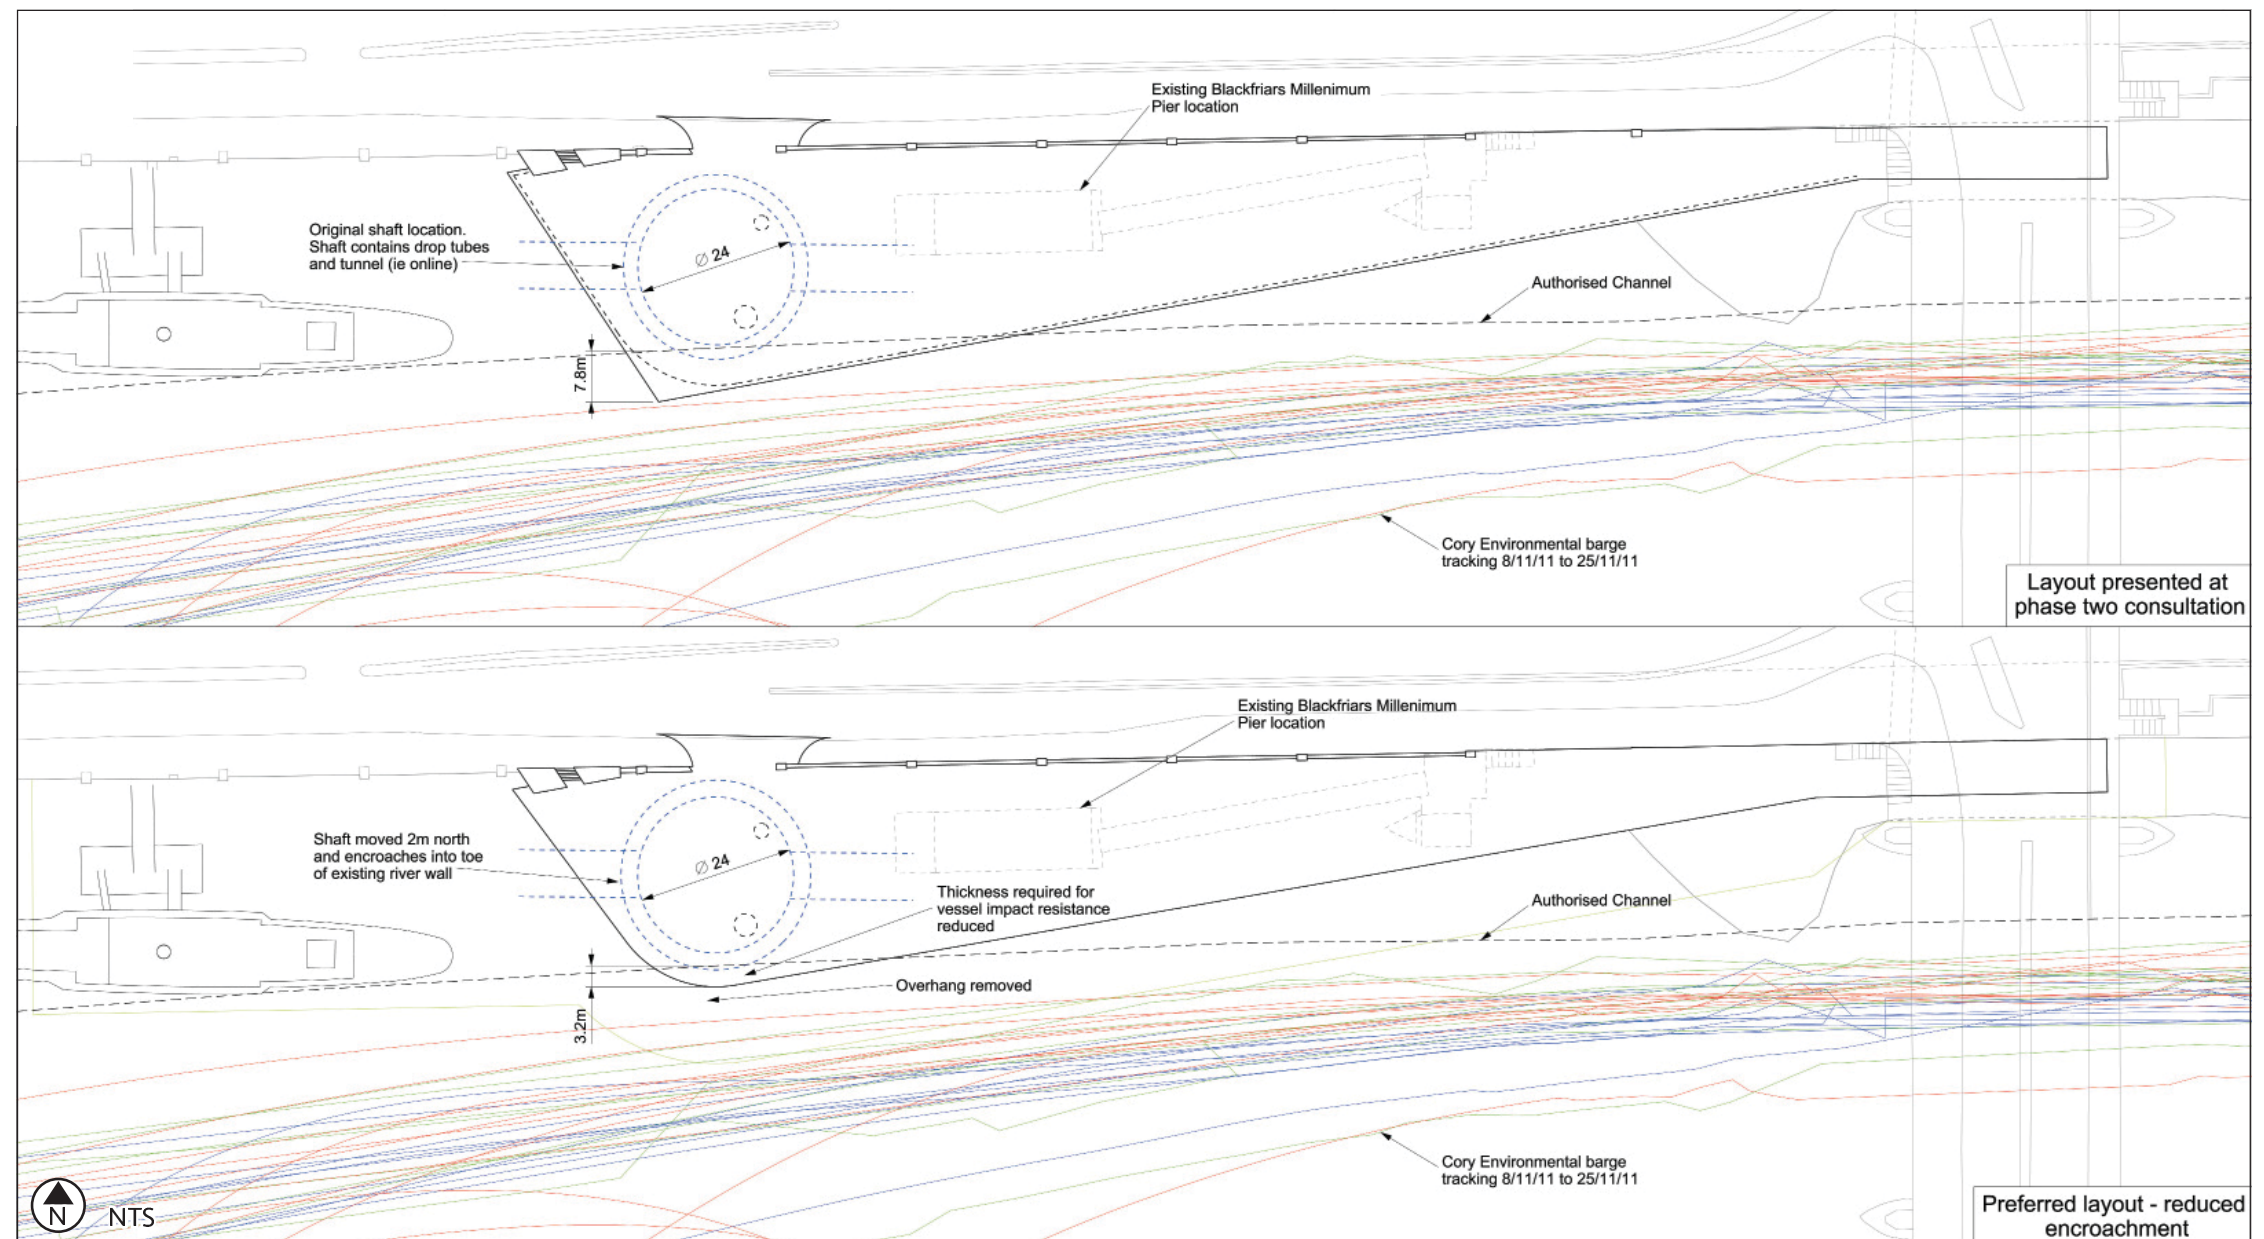 Existing Blackfriars Millenimum
Pier location
Original shaft location.
Shaft contains drop tubes
and tunnel (ie online)
Ø 24
Authorised Channel
7.8m
Cory Environmental barge
tracking 8/11/11 to 25/11/11
Layout presented at
phase two consultation
Existing Blackfriars Millenimum
Pier location
Shaft moved 2m north
and encroaches into toe
of existing river wall
Ø 24
Thickness required for
vessel impact resistance
reduced
Authorised Channel
Overhang removed
3.2m
Cory Environmental barge
tracking 8/11/11 to 25/11/11
N
NTS
Preferred layout - reduced
encroachment